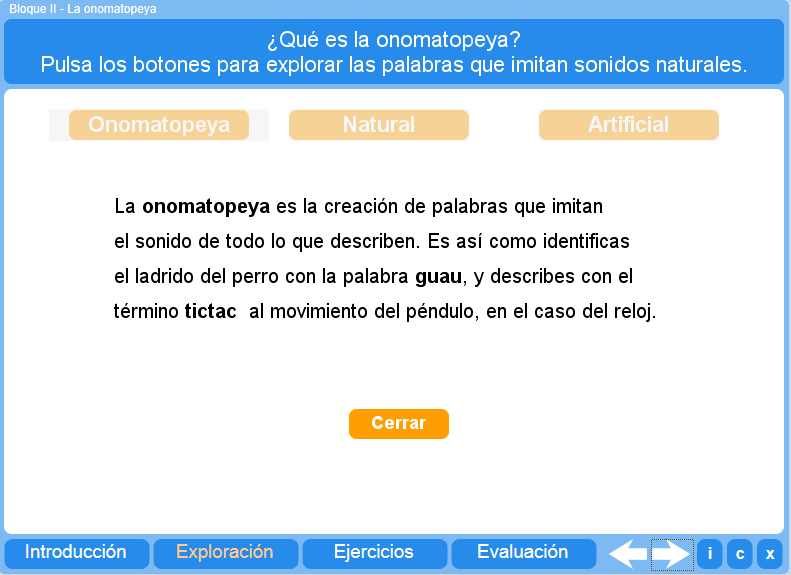 Bloque II - La onomatopeya
¿Qué es la onomatopeya?
Pulsa los botones para explorar las palabras que imitan sonidos naturales.
Onomatopeya Natural Artificial
La onomatopeya es la creación de palabras que imitan
el sonido de todo lo que describen. Es así como identificas
el ladrido del perro con la palabra guau, y describes con el
término tictac al movimiento del péndulo, en el caso del reloj.
Cerrar
Introducción Exploración Ejercicios Evaluación i c x